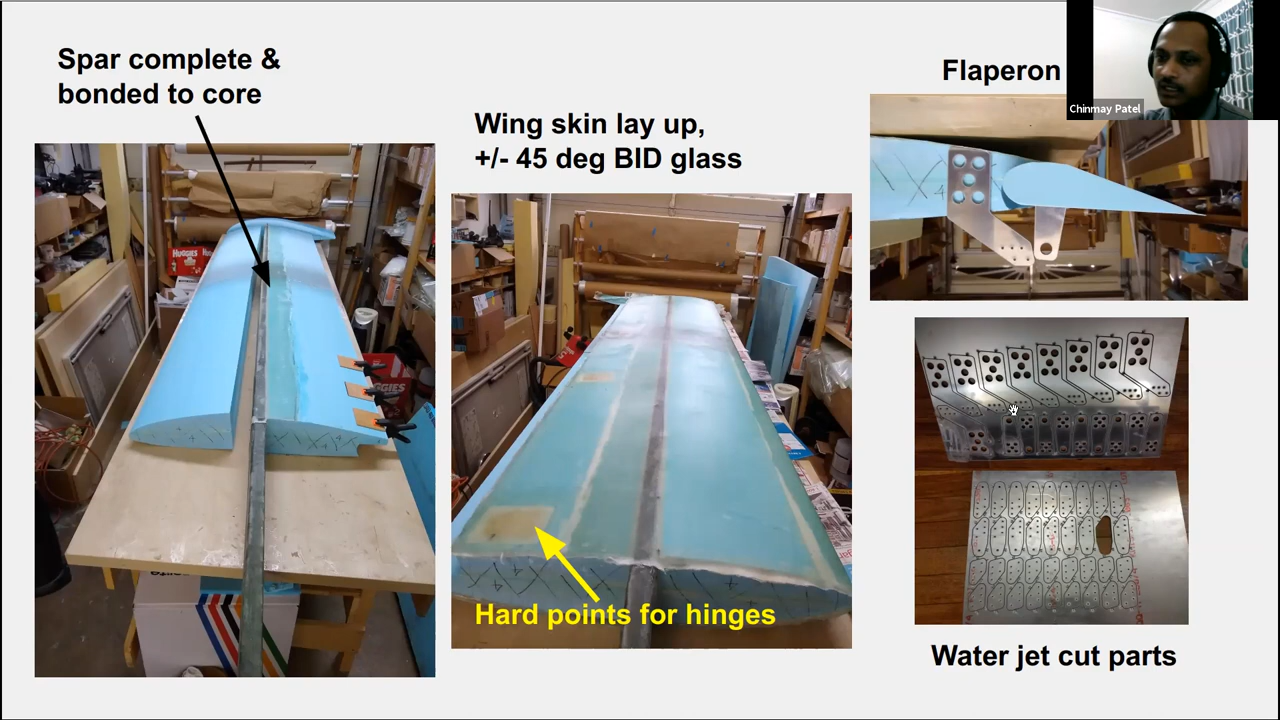 Spar complete &
bonded to core
Wing skin lay up,
+/- 45 deg BID glass
Flaperon
Chinmay Patel
HUGGIES
Hard points for hinges
Water jet cut parts